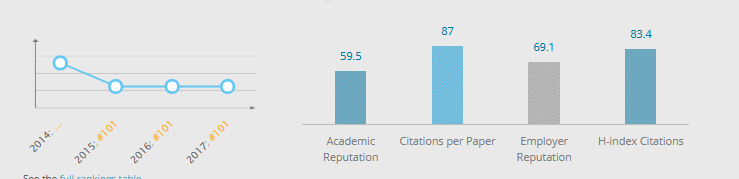 87
83.4
69.1
59.5
2014: ...
2015: #101
2016: #101
2017: #101
Academic Reputation
Citations per Paper
Employer Reputation
H-index Citations
See the full rankings table